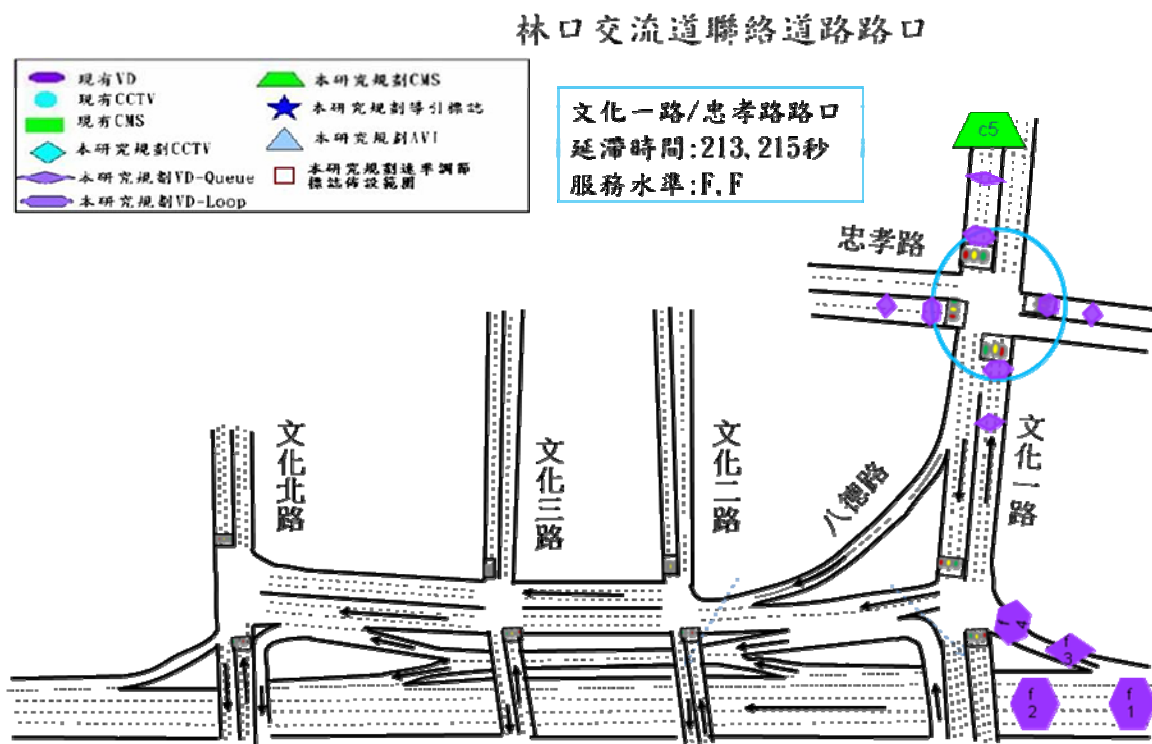 林口交流道聯絡道路路口
現有VD
現有CCTV
現有CMS
本研究規劃CCTV
本研究規劃VD-Queue
本研究規劃VD-Loop
本研究規劃CMS
本研究規劃導引標誌
本研究規劃AVI
本研究規劃速率調節
標誌佈設範圍
文化一路/忠孝路路口
延滯時間:213,215秒
服務水準:F,F
c5
忠孝路
文化北路
文化三路
文化二路
八德路
文化一路
f4
f3
f2
f1